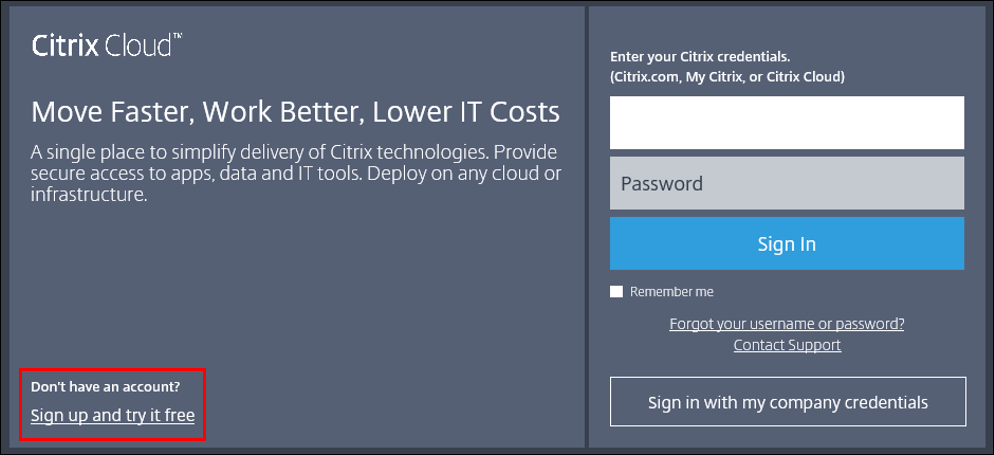 Citrix Cloud™
Move Faster, Work Better, Lower IT Costs
A single place to simplify delivery of Citrix technologies. Provide
secure access to apps, data and IT tools. Deploy on any cloud or
infrastructure.
Don't have an account?
Sign up and try it free
Enter your Citrix credentials.
(Citrix.com, My Citrix, or Citrix Cloud)
Password
Sign In
Remember me
Forgot your username or password?
Contact Support
Sign in with my company credentials